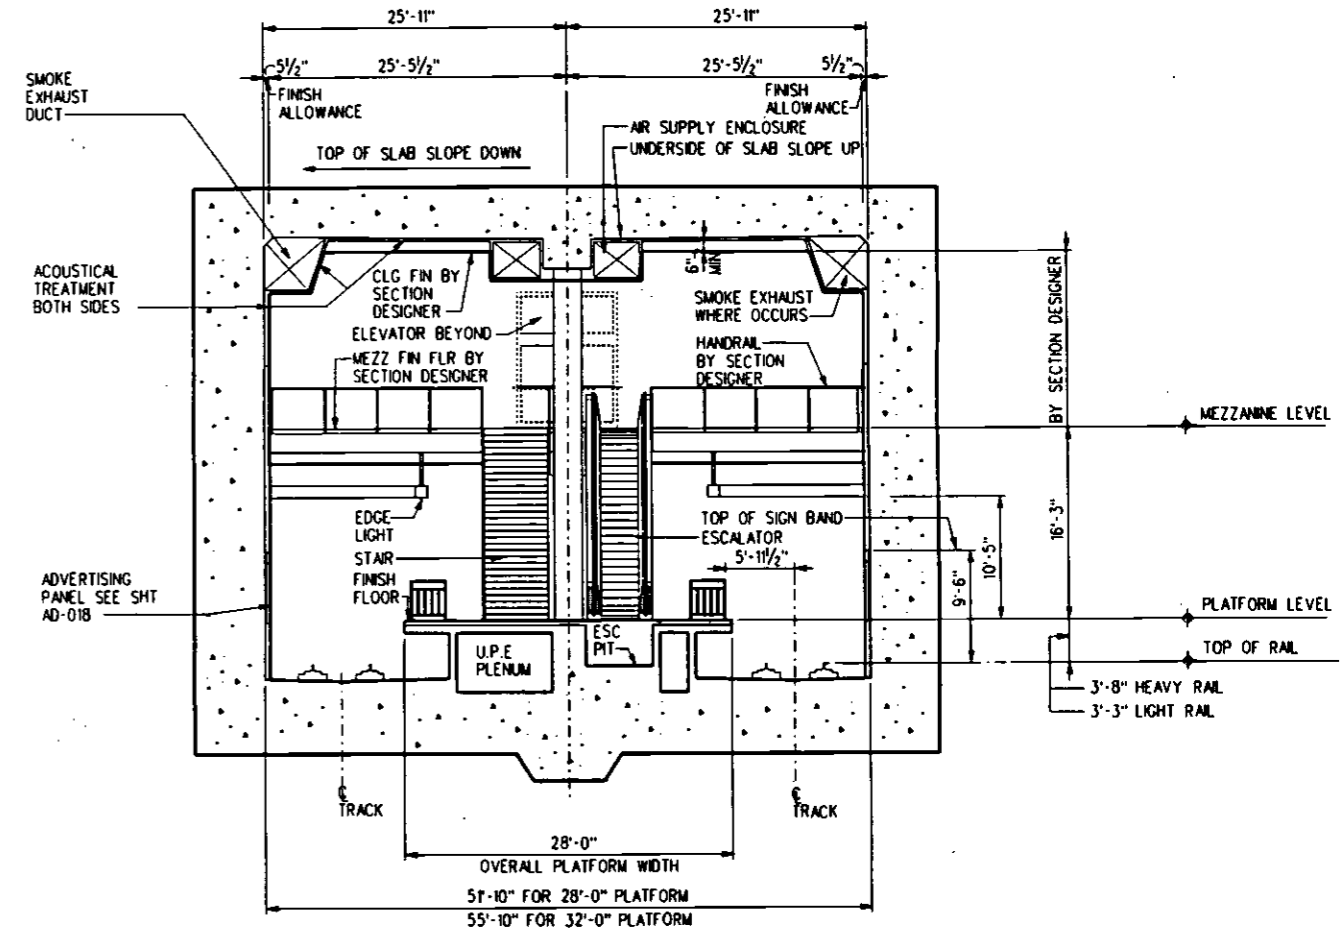 25'-11"
25'-11"
5½"
25'-5½"
25'-5½"
5½"
SMOKE
EXHAUST
DUCT
FINISH
ALLOWANCE
FINISH
ALLOWANCE
AIR SUPPLY ENCLOSURE
UNDERSIDE OF SLAB SLOPE UP
TOP OF SLAB SLOPE DOWN
ACOUSTICAL
TREATMENT
BOTH SIDES
CLG FIN BY
SECTION
DESIGNER
6"
MIN
SMOKE EXHAUST
WHERE OCCURS
ELEVATOR BEYOND
MEZZ FIN FLR BY
SECTION DESIGNER
HANDRAIL
BY SECTION
DESIGNER
BY SECTION DESIGNER
MEZZANINE LEVEL
EDGE
LIGHT
STAIR
FINISH
FLOOR
TOP OF SIGN BAND
ESCALATOR
5'-11½"
9'-6"
10'-5"
16'-3"
ADVERTISING
PANEL SEE SHT
AD-018
PLATFORM LEVEL
ESC
PIT
U.P.E
PLENUM
TOP OF RAIL
3'-8" HEAVY RAIL
3'-3" LIGHT RAIL
℄
TRACK
℄
TRACK
28'-0"
OVERALL PLATFORM WIDTH
51'-10" FOR 28'-0" PLATFORM
55'-10" FOR 32'-0" PLATFORM